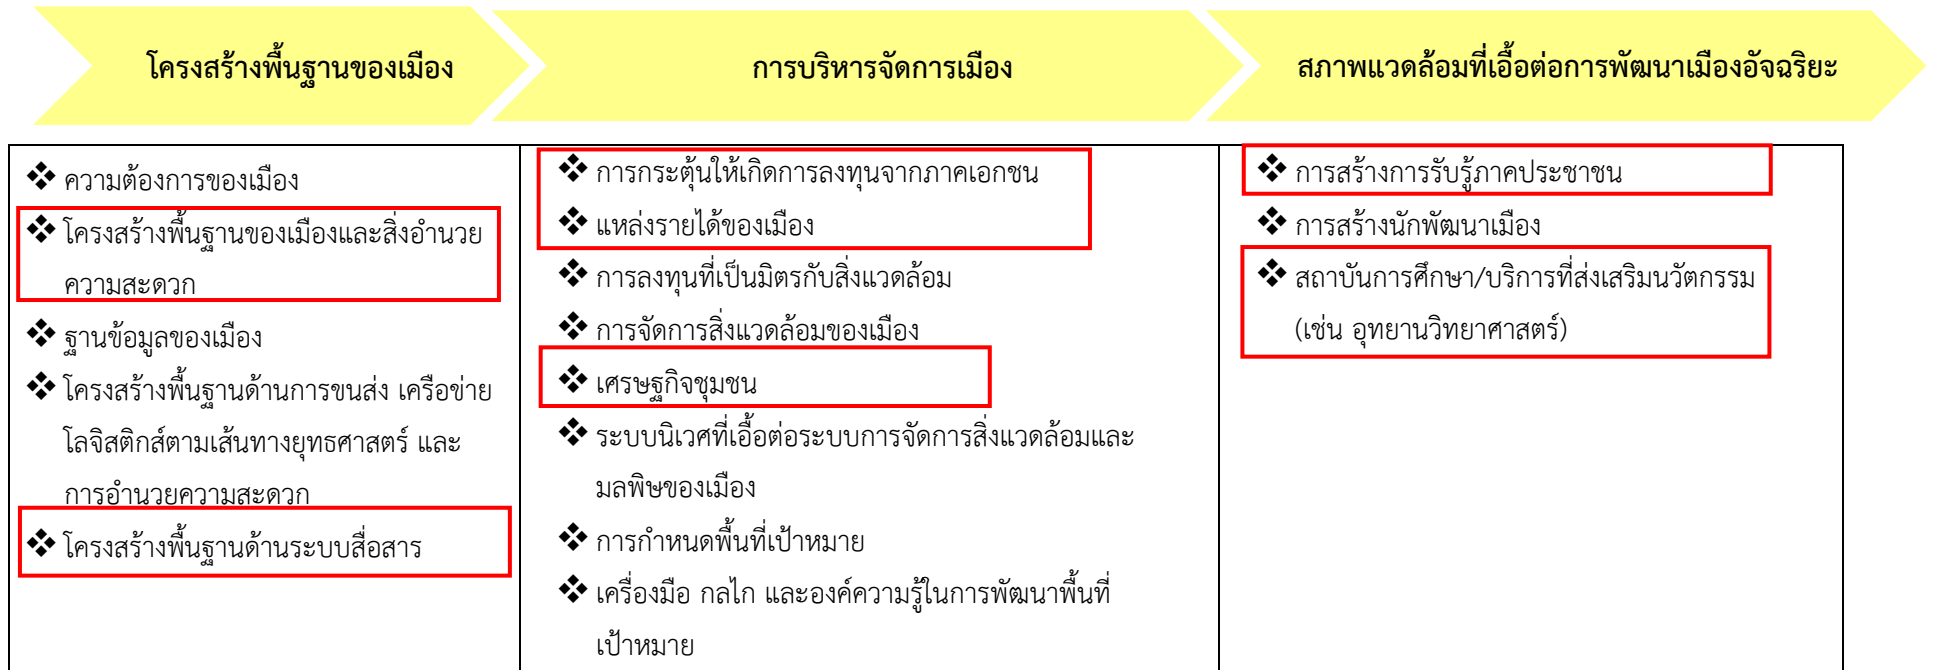 โครงสร้างพื้นฐานของเมือง
การบริหารจัดการเมือง
สภาพแวดล้อมที่เอื้อต่อการพัฒนาเมืองอัจฉริยะ
❖ ความต้องการของเมือง
❖ โครงสร้างพื้นฐานของเมืองและสิ่งอำนวย
ความสะดวก
❖ ฐานข้อมูลของเมือง
❖ โครงสร้างพื้นฐานด้านการขนส่ง เครือข่าย
โลจิสติกส์ตามเส้นทางยุทธศาสตร์ และ
การอำนวยความสะดวก
❖ โครงสร้างพื้นฐานด้านระบบสื่อสาร
❖ การกระตุ้นให้เกิดการลงทุนจากภาคเอกชน
❖ แหล่งรายได้ของเมือง
❖ การลงทุนที่เป็นมิตรกับสิ่งแวดล้อม
❖ การจัดการสิ่งแวดล้อมของเมือง
❖ เศรษฐกิจชุมชน
❖ ระบบนิเวศที่เอื้อต่อระบบการจัดการสิ่งแวดล้อมและ
มลพิษของเมือง
❖ การกำหนดพื้นที่เป้าหมาย
❖ เครื่องมือ กลไก และองค์ความรู้ในการพัฒนาพื้นที่
เป้าหมาย
❖ การสร้างการรับรู้ภาคประชาชน
❖ การสร้างนักพัฒนาเมือง
❖ สถาบันการศึกษา/บริการที่ส่งเสริมนวัตกรรม
(เช่น อุทยานวิทยาศาสตร์)